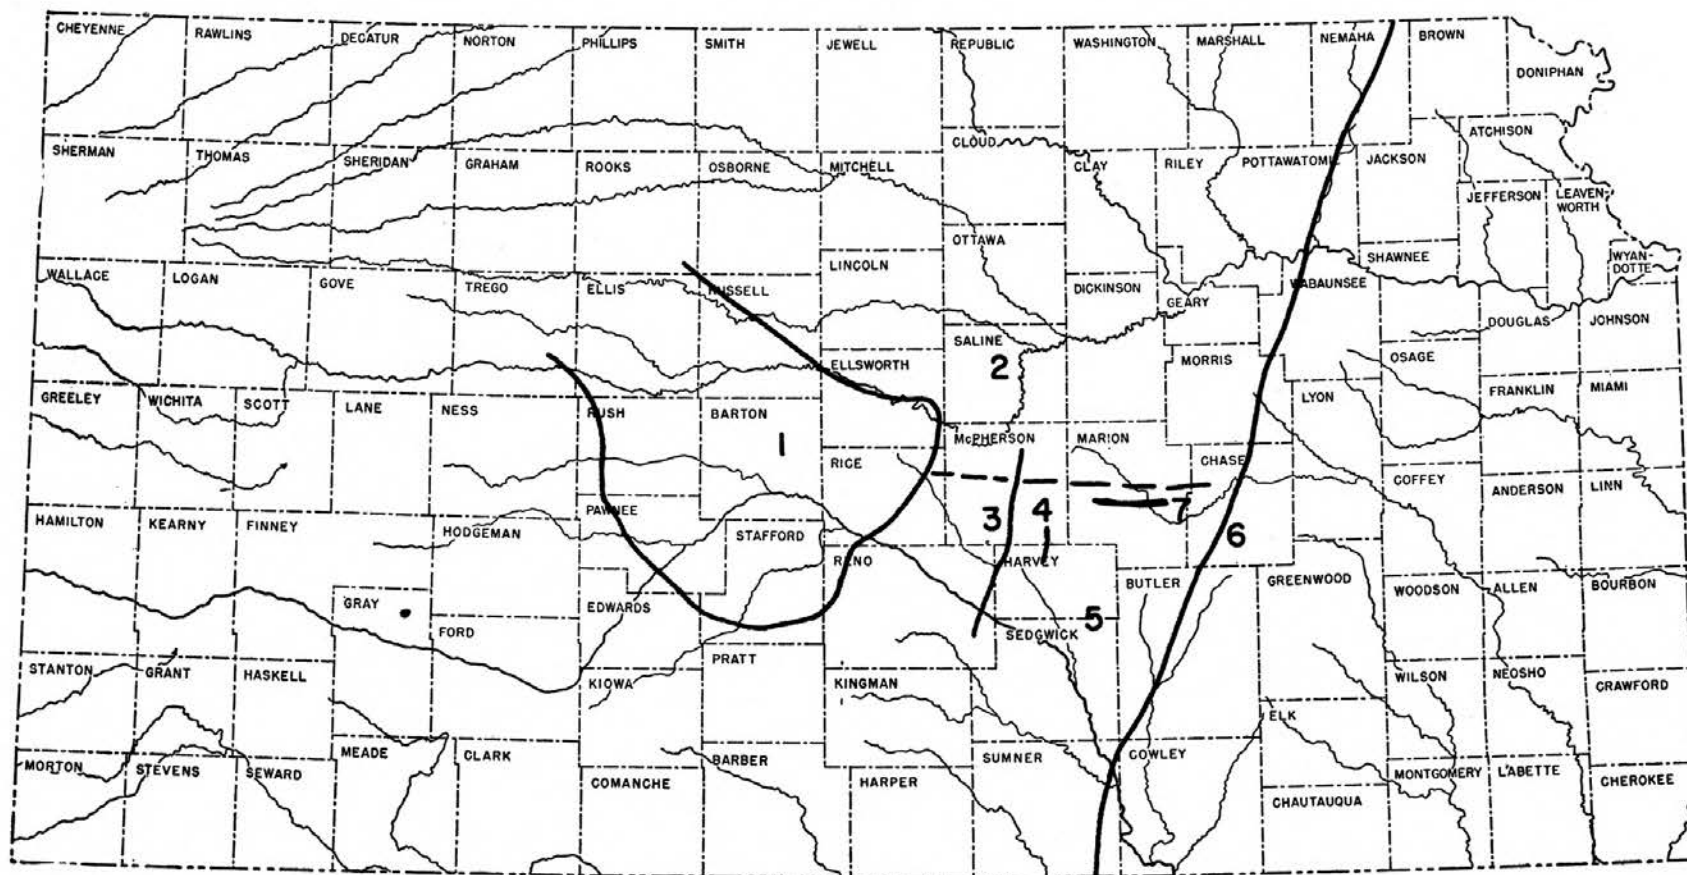 CHEYENNE
RAWLINS
DECATUR
NORTON
PHILLIPS
SMITH
JEWELL
REPUBLIC
WASHINGTON
MARSHALL
NEMAHA
BROWN
DONIPHAN
SHERMAN
THOMAS
SHERIDAN
GRAHAM
ROOKS
OSBORNE
MITCHELL
CLOUD
CLAY
RILEY
POTTAWATOMIE
JACKSON
ATCHISON
JEFFERSON
LEAVEN-
WORTH
WYAN-
DOTTE
WALLACE
LOGAN
GOVE
TREGO
ELLIS
RUSSELL
LINCOLN
OTTAWA
DICKINSON
GEARY
WABAUNSEE
SHAWNEE
DOUGLAS
JOHNSON
SALINE
2
ELLSWORTH
MORRIS
OSAGE
FRANKLIN
MIAMI
GREELEY
WICHITA
SCOTT
LANE
NESS
RUSH
BARTON
1
RICE
McPHERSON
MARION
CHASE
LYON
COFFEY
ANDERSON
LINN
HAMILTON
KEARNY
FINNEY
HODGEMAN
PAWNEE
STAFFORD
3
4
7
6
RENO
HARVEY
BUTLER
GREENWOOD
WOODSON
ALLEN
BOURBON
GRAY
FORD
EDWARDS
5
SEDGWICK
STANTON
GRANT
HASKELL
KIOWA
PRATT
KINGMAN
WILSON
NEOSHO
CRAWFORD
ELK
MORTON
STEVENS
SEWARD
MEADE
CLARK
COMANCHE
BARBER
HARPER
SUMNER
COWLEY
CHAUTAUQUA
MONTGOMERY
LABETTE
CHEROKEE